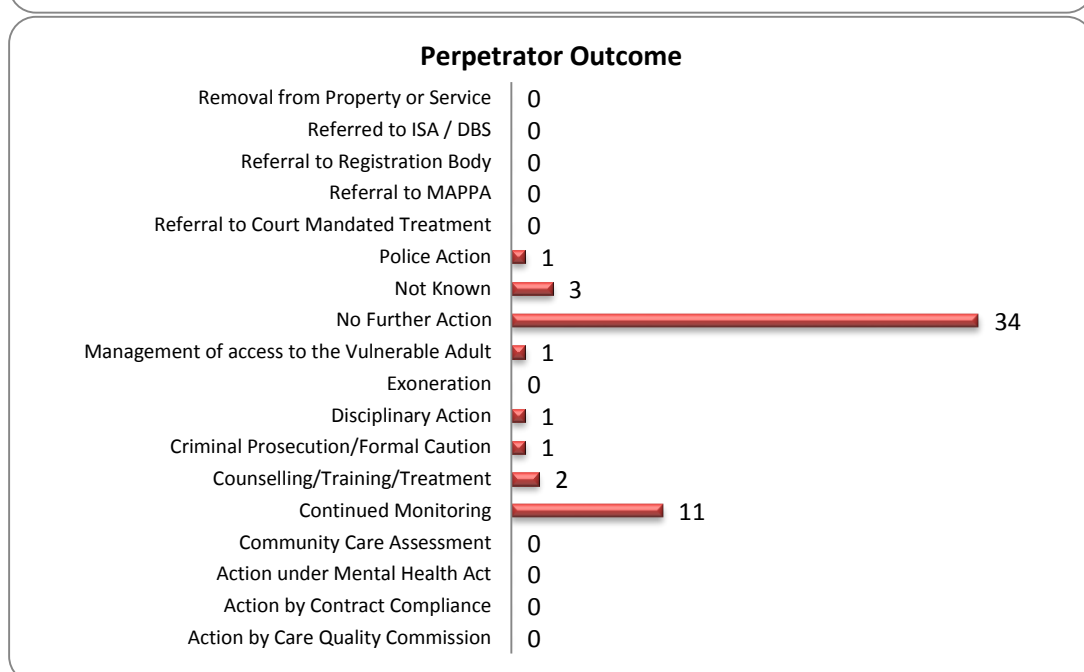 Perpetrator Outcome
Removal from Property or Service 0
Referred to ISA / DBS 0
Referral to Registration Body 0
Referral to MAPPA 0
Referral to Court Mandated Treatment 0
Police Action 1
Not Known 3
No Further Action 34
Management of access to the Vulnerable Adult 1
Exoneration 0
Disciplinary Action 1
Criminal Prosecution/Formal Caution 1
Counselling/Training/Treatment 2
Continued Monitoring 11
Community Care Assessment 0
Action under Mental Health Act 0
Action by Contract Compliance 0
Action by Care Quality Commission 0